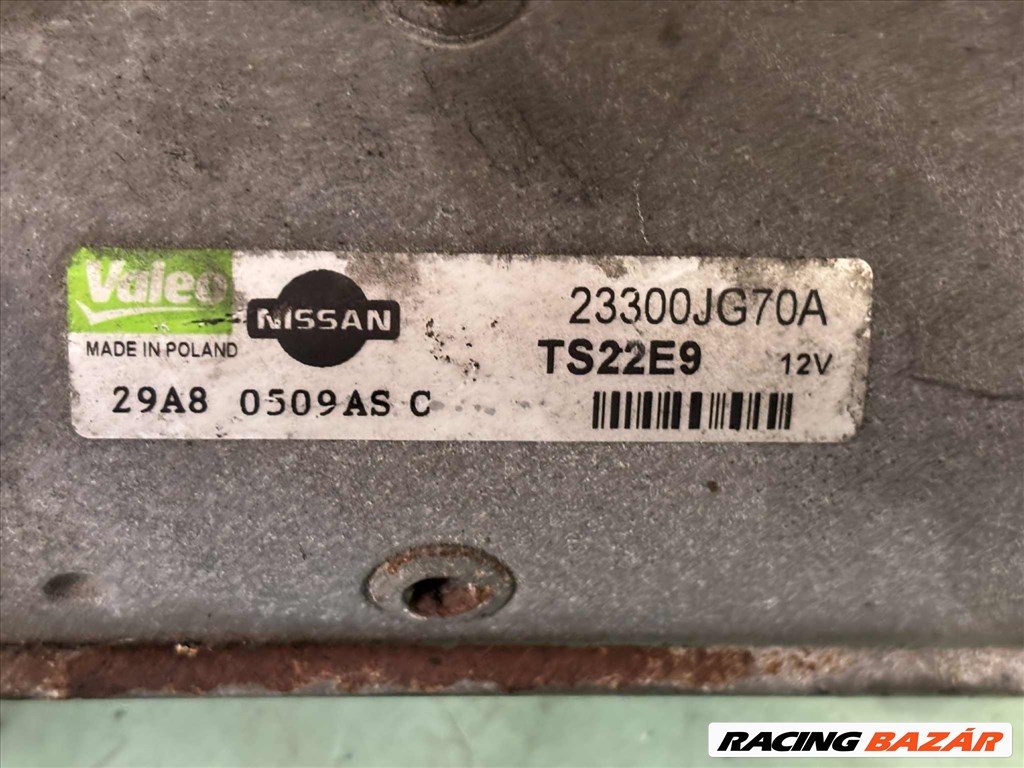 Valeo
NISSAN
MADE IN POLAND
29A8 0509AS C
23300JG70A
TS22E9 12V
RACING BAZÁR